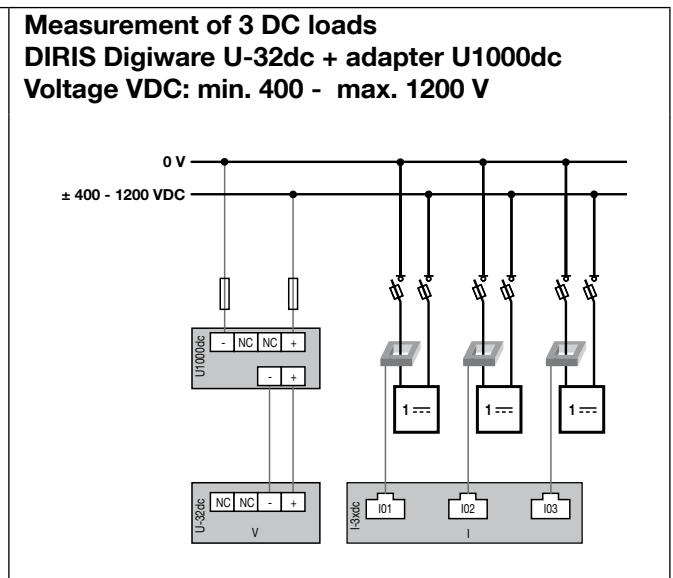 Measurement of 3 DC loads
DIRIS Digiware U-32dc + adapter U1000dc
Voltage VDC: min. 400 - max. 1200 V
0 V
± 400 - 1200 VDC
U1000dc
- NC NC +
- +
1 1 1
U-32dc
NC NC - +
V
I-3xdc
I01 I02 I03
I